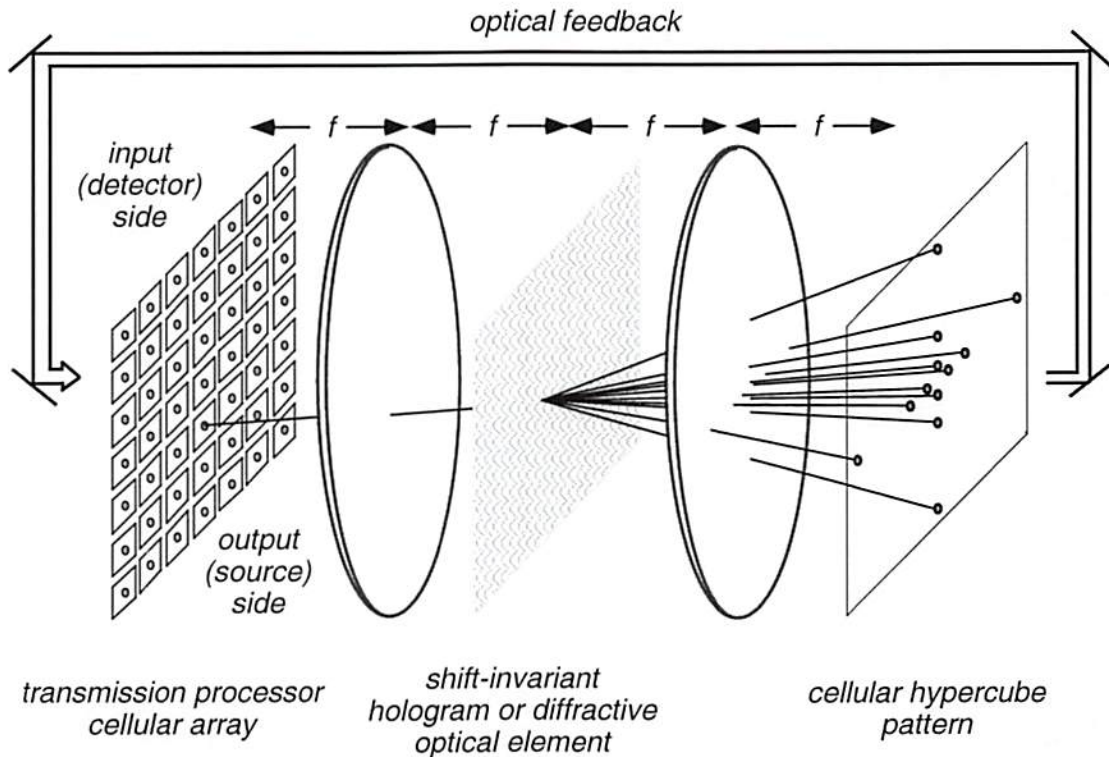 optical feedback
f
f
f
f
input
(detector)
side
output
(source)
side
transmission processor
cellular array
shift-invariant
hologram or diffractive
optical element
cellular hypercube
pattern